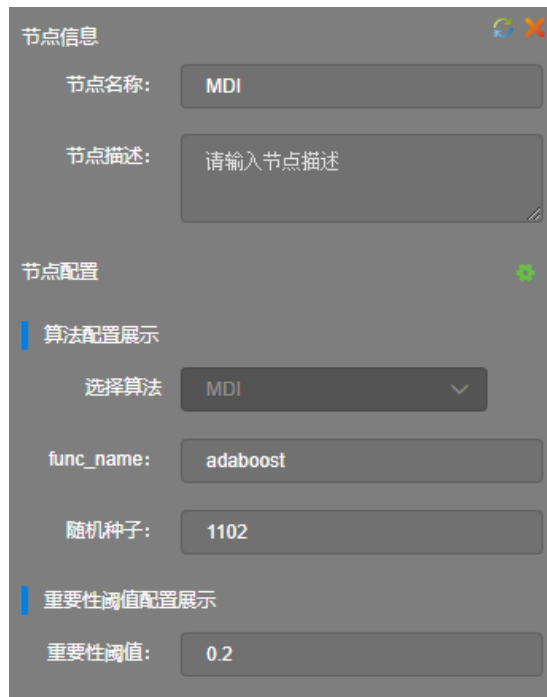 节点信息
节点名称: MDI
节点描述: 请输入节点描述
节点配置
算法配置展示
选择算法 MDI
func_name: adaboost
随机种子: 1102
重要性阈值配置展示
重要性阈值: 0.2